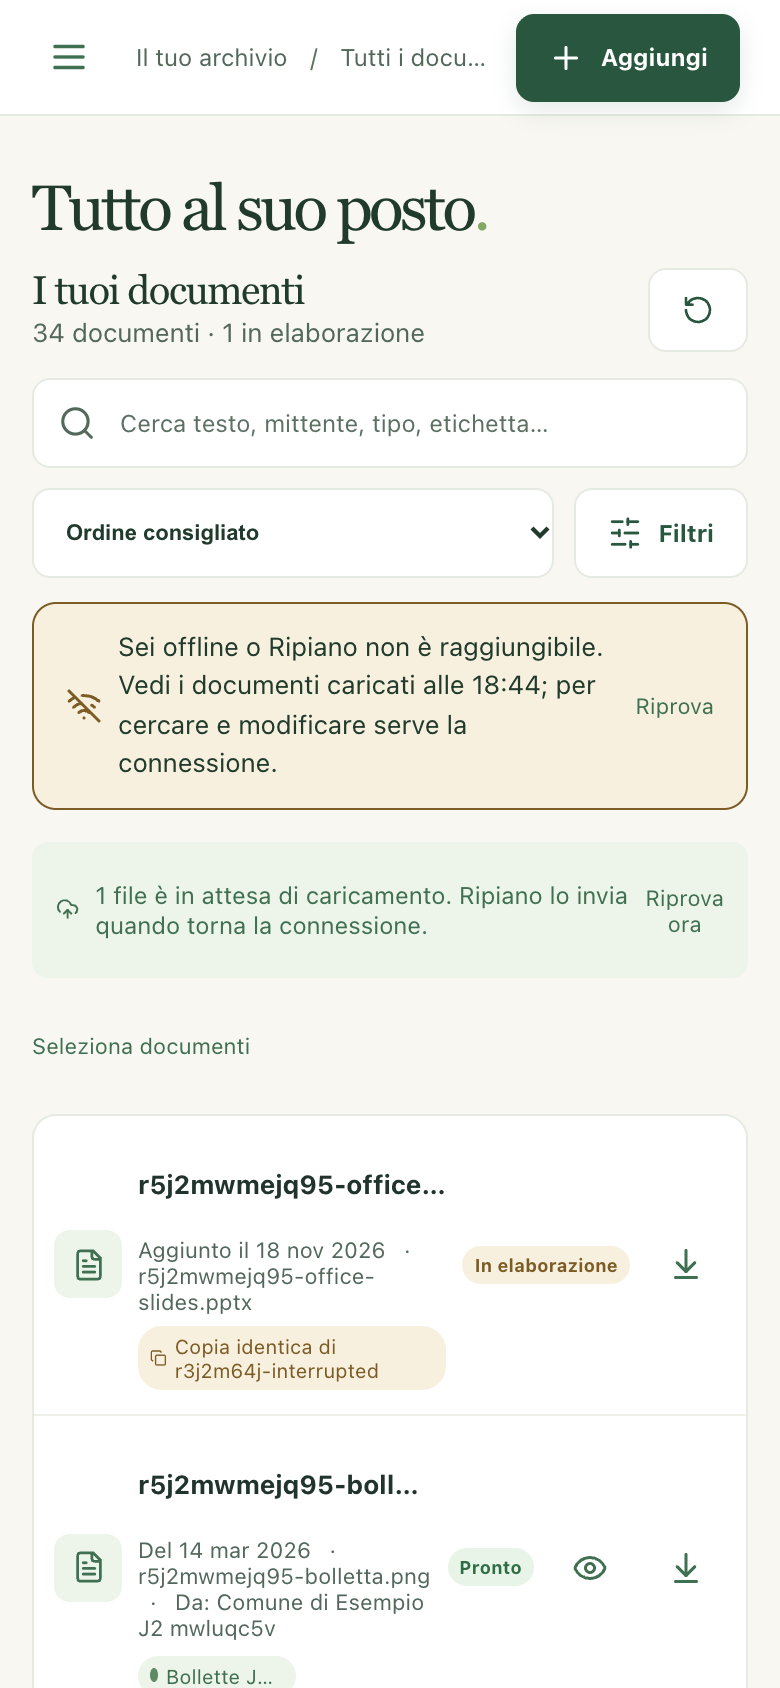 Il tuo archivio / Tutti i docu...
Aggiungi
Tutto al suo posto.
I tuoi documenti
34 documenti · 1 in elaborazione
Cerca testo, mittente, tipo, etichetta...
Ordine consigliato
Filtri
Sei offline o Ripiano non è raggiungibile.
Vedi i documenti caricati alle 18:44; per
cercare e modificare serve la
connessione.
Riprova
1 file è in attesa di caricamento. Ripiano lo invia
quando torna la connessione.
Riprova
ora
Seleziona documenti
r5j2mwmejq95-office...
Aggiunto il 18 nov 2026 ·
r5j2mwmejq95-office-
slides.pptx
In elaborazione
Copia identica di
r3j2m64j-interrupted
r5j2mwmejq95-boll...
Del 14 mar 2026 ·
r5j2mwmejq95-bolletta.png
· Da: Comune di Esempio
J2 mwluqc5v
Pronto
Bollette J...